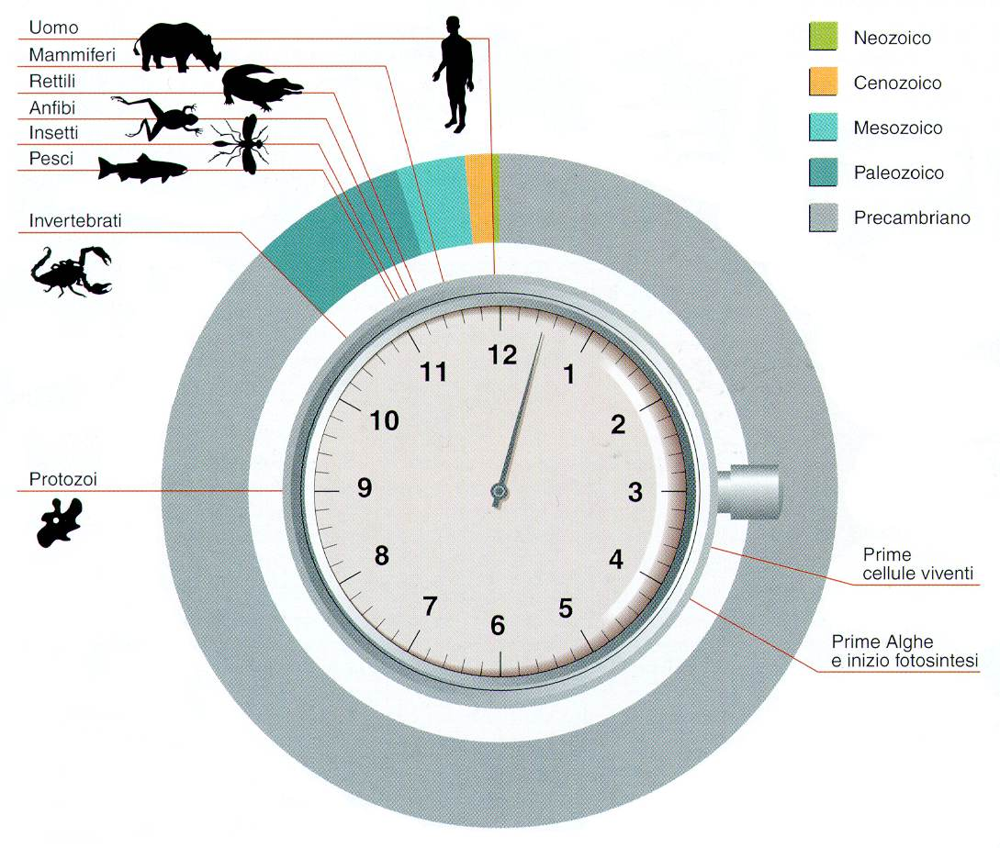 Uomo
Mammiferi
Rettili
Anfibi
Insetti
Pesci
Invertebrati
Protozoi
Neozoico
Cenozoico
Mesozoico
Paleozoico
Precambriano
12
1
2
3
4
5
6
7
8
9
10
11
Prime
cellule viventi
Prime Alghe
e inizio fotosintesi